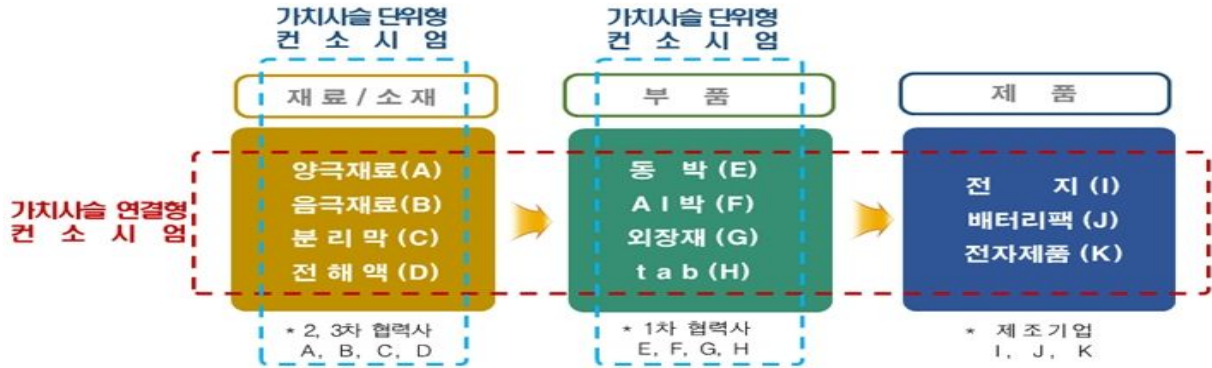 가치사슬 단위형
컨 소 시 엄
가치사슬 단위형
컨 소 시 엄
재 료 / 소 재
부 품
제 품
양극재료(A)
음극재료(B)
분 리 막 (C)
전 해 액 (D)
동 박 (E)
A l 박 (F)
외장재 (G)
t a b (H)
전 지 (I)
배터리팩 (J)
전자제품 (K)
가치사슬 연결형
컨 소 시 엄
* 2, 3차 협력사
A, B, C, D
* 1차 협력사
E, F, G, H
* 제조기업
I, J, K